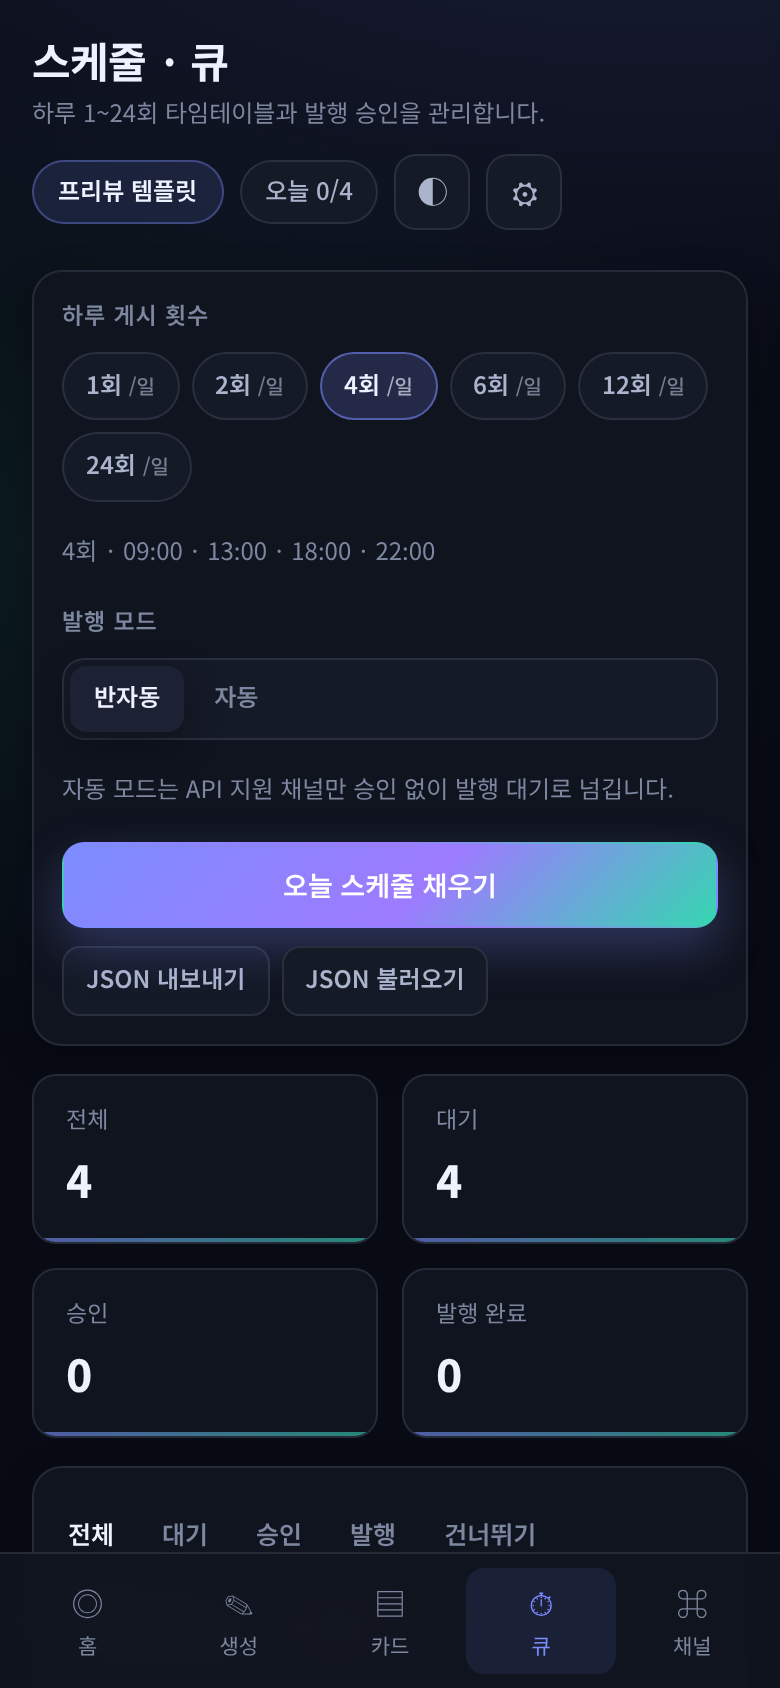 스케줄 · 큐
하루 1~24회 타임테이블과 발행 승인을 관리합니다.
프리뷰 템플릿
오늘 0/4
하루 게시 횟수
1회 /일
2회 /일
4회 /일
6회 /일
12회 /일
24회 /일
4회 · 09:00 · 13:00 · 18:00 · 22:00
발행 모드
반자동
자동
자동 모드는 API 지원 채널만 승인 없이 발행 대기로 넘깁니다.
오늘 스케줄 채우기
JSON 내보내기
JSON 불러오기
전체
4
대기
4
승인
0
발행 완료
0
전체
대기
승인
발행
건너뛰기
홈
생성
카드
큐
채널